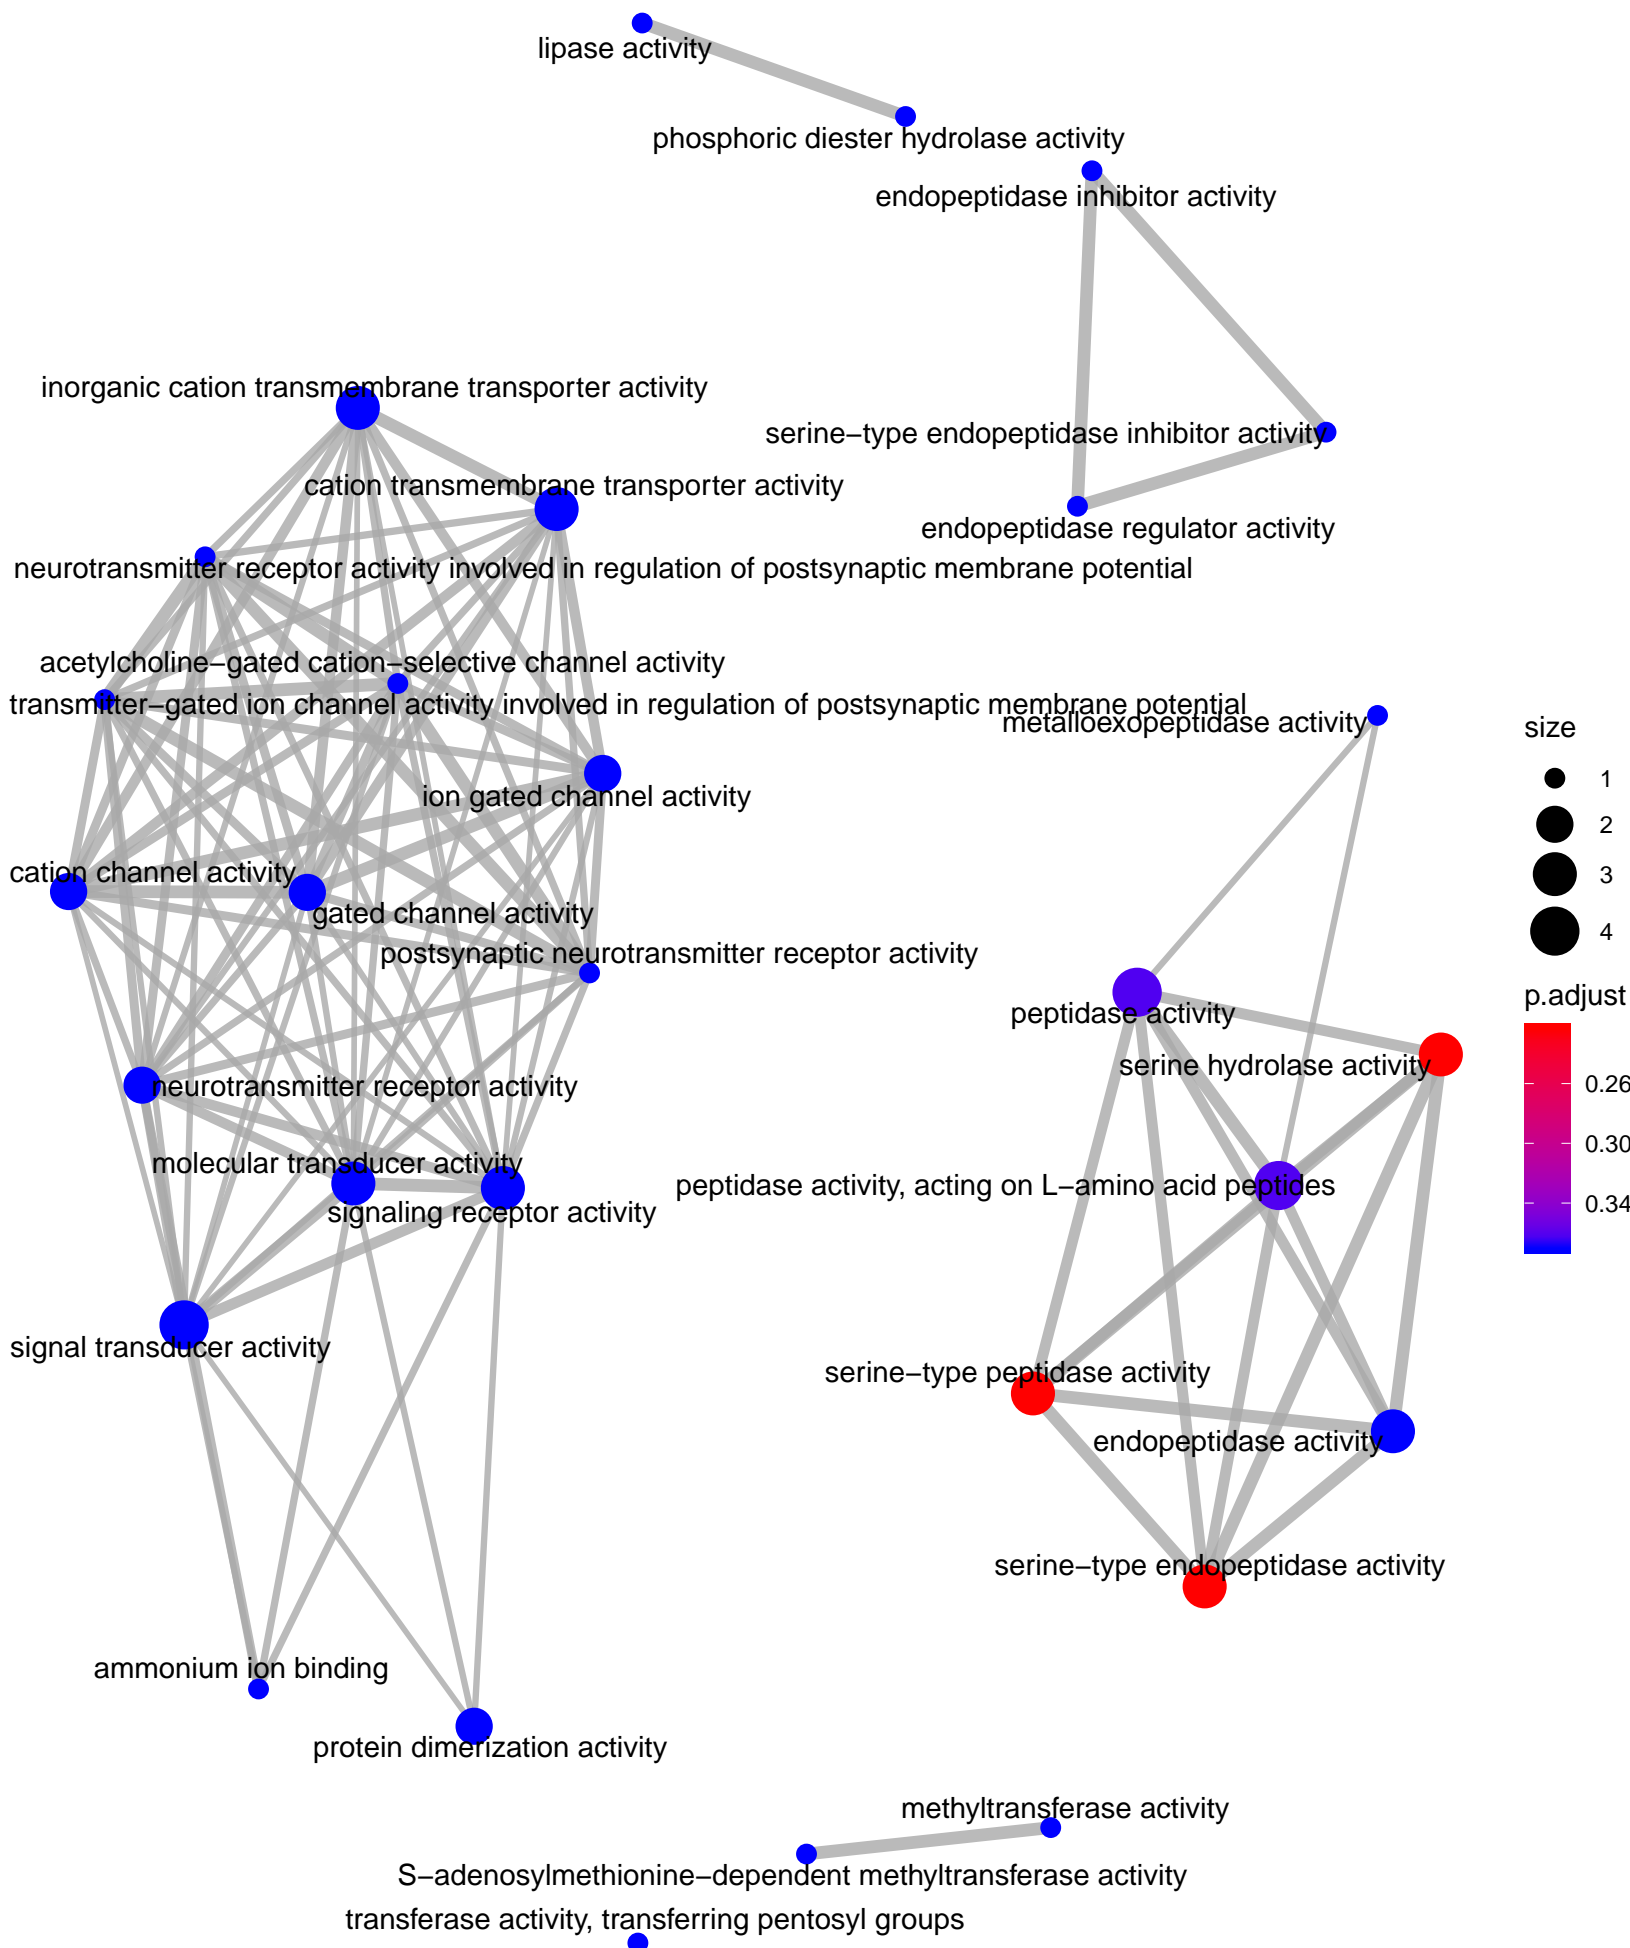 lipase activity
phosphoric diester hydrolase activity
endopeptidase inhibitor activity
inorganic cation transmembrane transporter activity
serine−type endopeptidase inhibitor activity
cation transmembrane transporter activity
endopeptidase regulator activity
neurotransmitter receptor activity involved in regulation of postsynaptic membrane potential
acetylcholine−gated cation−selective channel activity
transmitter−gated ion channel activity involved in regulation of postsynaptic membrane potential
metalloexopeptidase activity
ion gated channel activity
cation channel activity
gated channel activity
postsynaptic neurotransmitter receptor activity
peptidase activity
serine hydrolase activity
neurotransmitter receptor activity
molecular transducer activity
peptidase activity, acting on L−amino acid peptides
signaling receptor activity
signal transducer activity
serine−type peptidase activity
endopeptidase activity
serine−type endopeptidase activity
ammonium ion binding
protein dimerization activity
methyltransferase activity
S−adenosylmethionine−dependent methyltransferase activity
transferase activity, transferring pentosyl groups
size
1
2
3
4
p.adjust
0.26
0.30
0.34